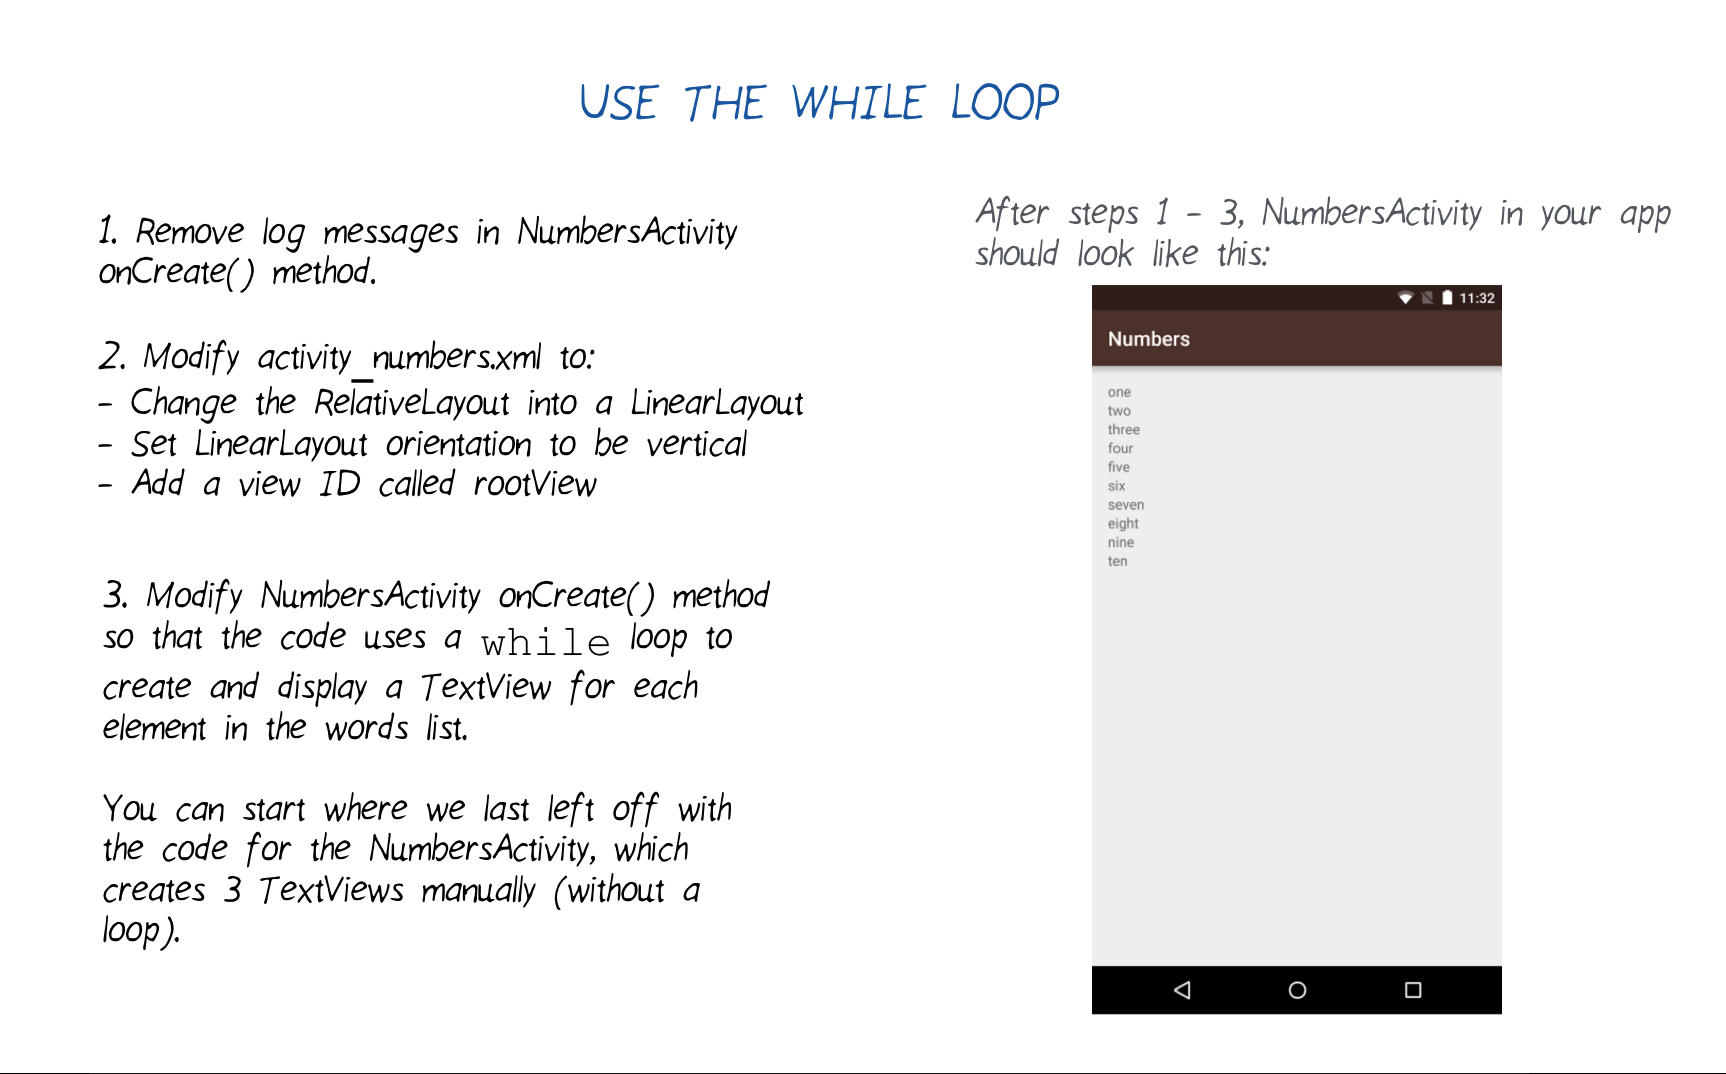 USE THE WHILE LOOP
1. Remove log messages in NumbersActivity
onCreate() method.
2. Modify activity_numbers.xml to:
- Change the RelativeLayout into a LinearLayout
- Set LinearLayout orientation to be vertical
- Add a view ID called rootView
3. Modify NumbersActivity onCreate() method
so that the code uses a while loop to
create and display a TextView for each
element in the words list.
You can start where we last left off with
the code for the NumbersActivity, which
creates 3 TextViews manually (without a
loop).
After steps 1 - 3, NumbersActivity in your app
should look like this:
11:32
Numbers
one
two
three
four
five
six
seven
eight
nine
ten